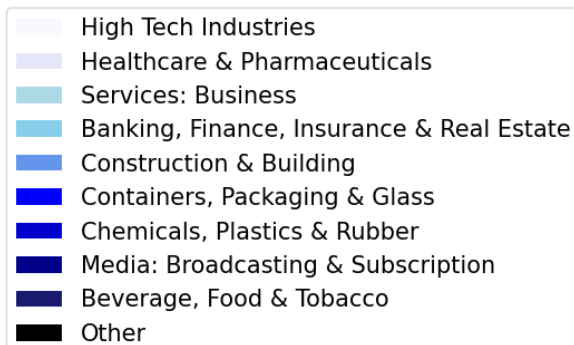 High Tech Industries
Healthcare & Pharmaceuticals
Services: Business
Banking, Finance, Insurance & Real Estate
Construction & Building
Containers, Packaging & Glass
Chemicals, Plastics & Rubber
Media: Broadcasting & Subscription
Beverage, Food & Tobacco
Other